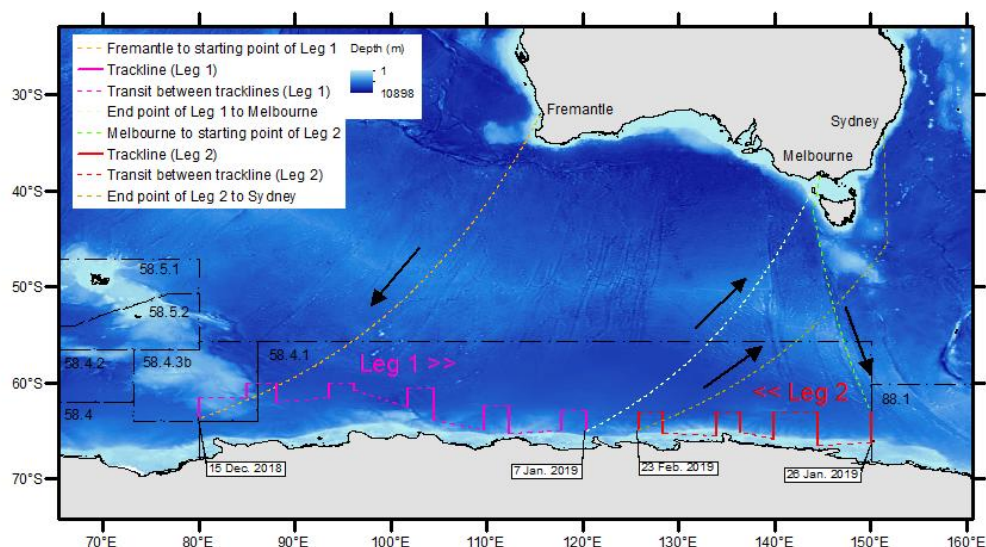 Fremantle to starting point of Leg 1
Trackline (Leg 1)
Transit between tracklines (Leg 1)
End point of Leg 1 to Melbourne
Melbourne to starting point of Leg 2
Trackline (Leg 2)
Transit between trackline (Leg 2)
End point of Leg 2 to Sydney
Depth (m)
1
10898
30°S
40°S
50°S
60°S
70°S
Fremantle
Sydney
Melbourne
58.5.1
58.5.2
58.4.2
58.4.3b
58.4.1
58.4
88.1
Leg 1 >>
<< Leg 2
15 Dec. 2018
7 Jan. 2019
23 Feb. 2019
26 Jan. 2019
70°E 80°E 90°E 100°E 110°E 120°E 130°E 140°E 150°E 160°E